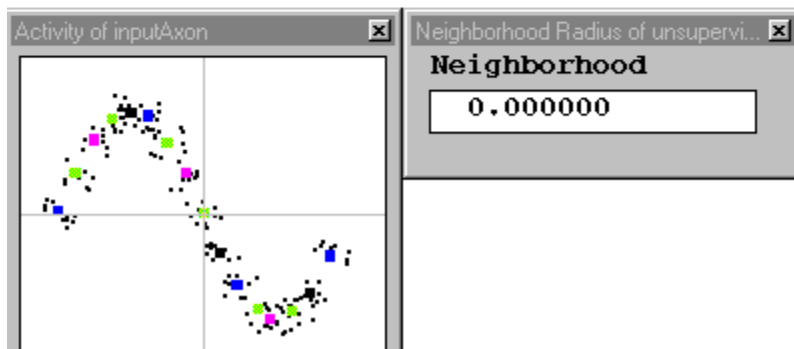 Activity of inputAxon
Neighborhood Radius of unsupervi...
Neighborhood
0.000000